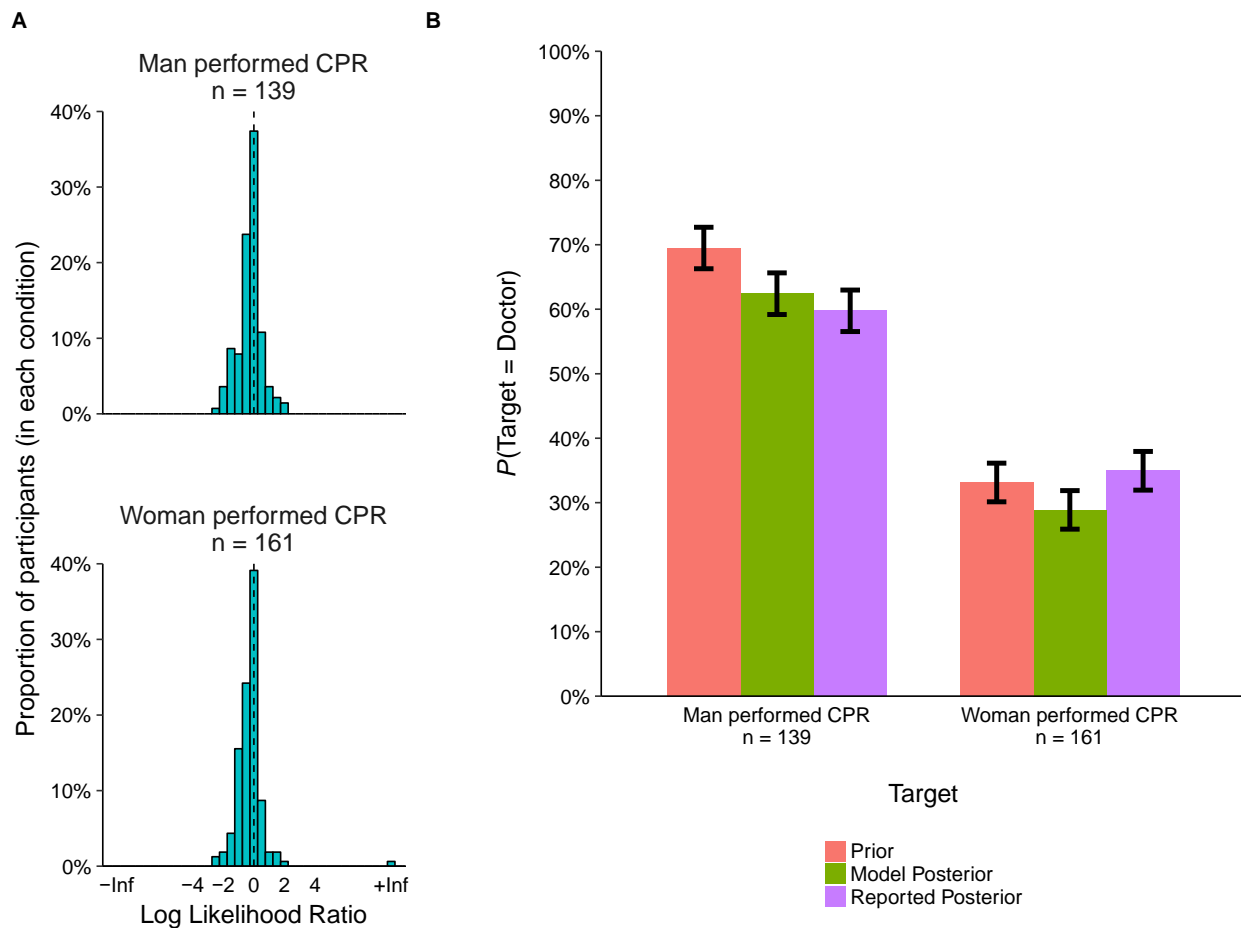 A
Man performed CPR
n = 139
40%
30%
20%
10%
0%
Woman performed CPR
n = 161
40%
30%
20%
10%
0%
−Inf −4 −2 0 2 4 +Inf
Log Likelihood Ratio
Proportion of participants (in each condition)
B
100%
90%
80%
70%
60%
50%
40%
30%
20%
10%
0%
P(Target = Doctor)
Man performed CPR
n = 139
Woman performed CPR
n = 161
Target
Prior
Model Posterior
Reported Posterior